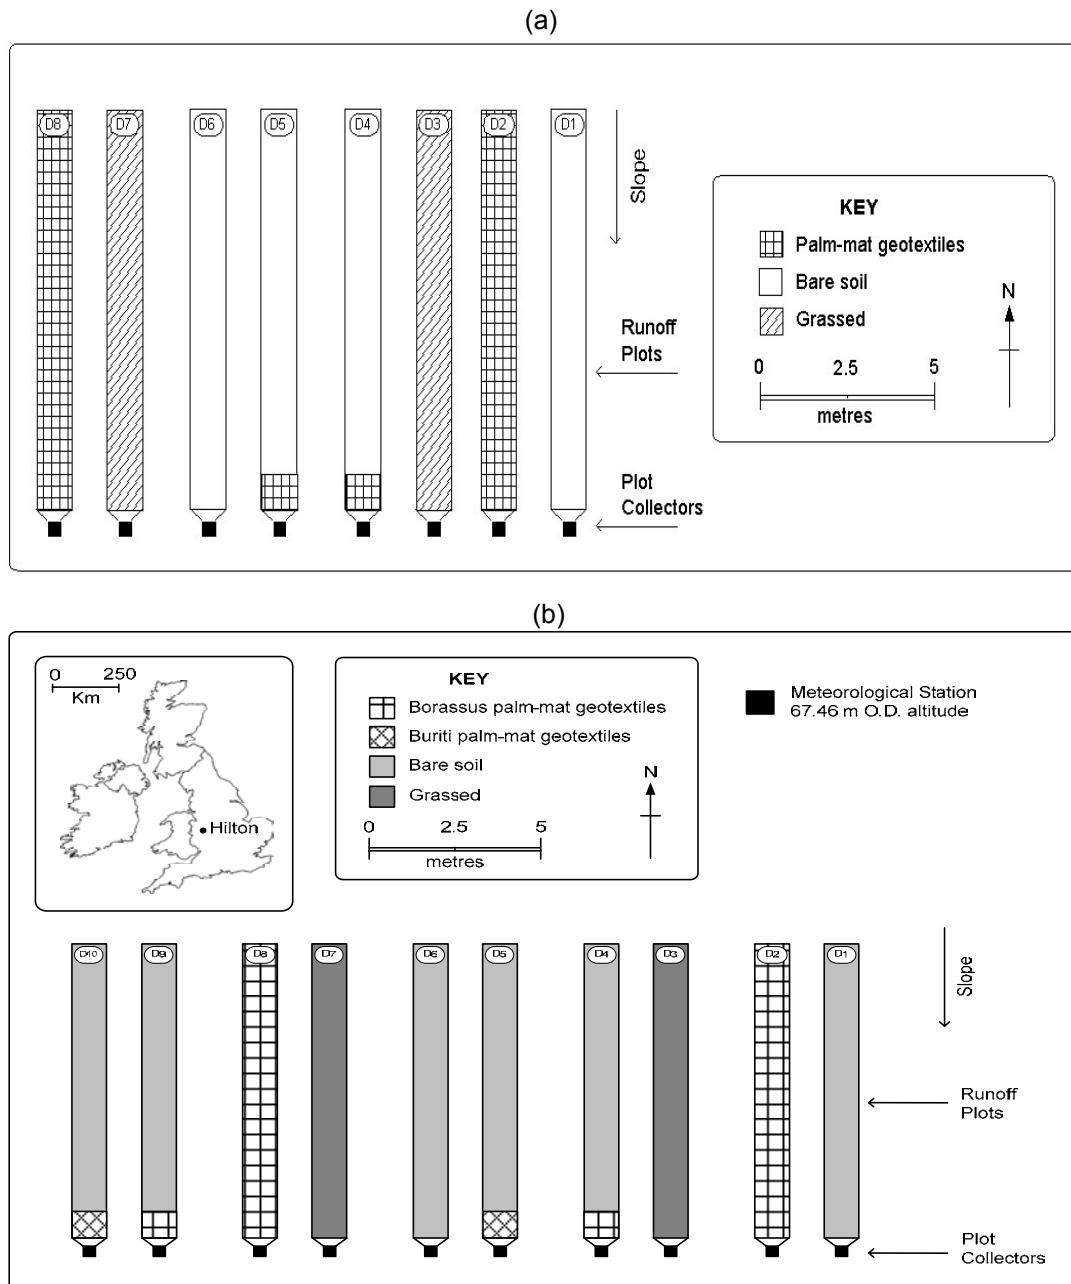 (a)
D8 D7 D6 D5 D4 D3 D2 D1
Slope
KEY
Palm-mat geotextiles
Bare soil
Grassed
N
0 2.5 5
metres
Runoff
Plots
Plot
Collectors
(b)
0 250
Km
Hilton
KEY
Borassus palm-mat geotextiles
Buriti palm-mat geotextiles
Bare soil
Grassed
N
0 2.5 5
metres
Meteorological Station
67.46 m O.D. altitude
D10 D9 D8 D7 D6 D5 D4 D3 D2 D1
Slope
Runoff
Plots
Plot
Collectors